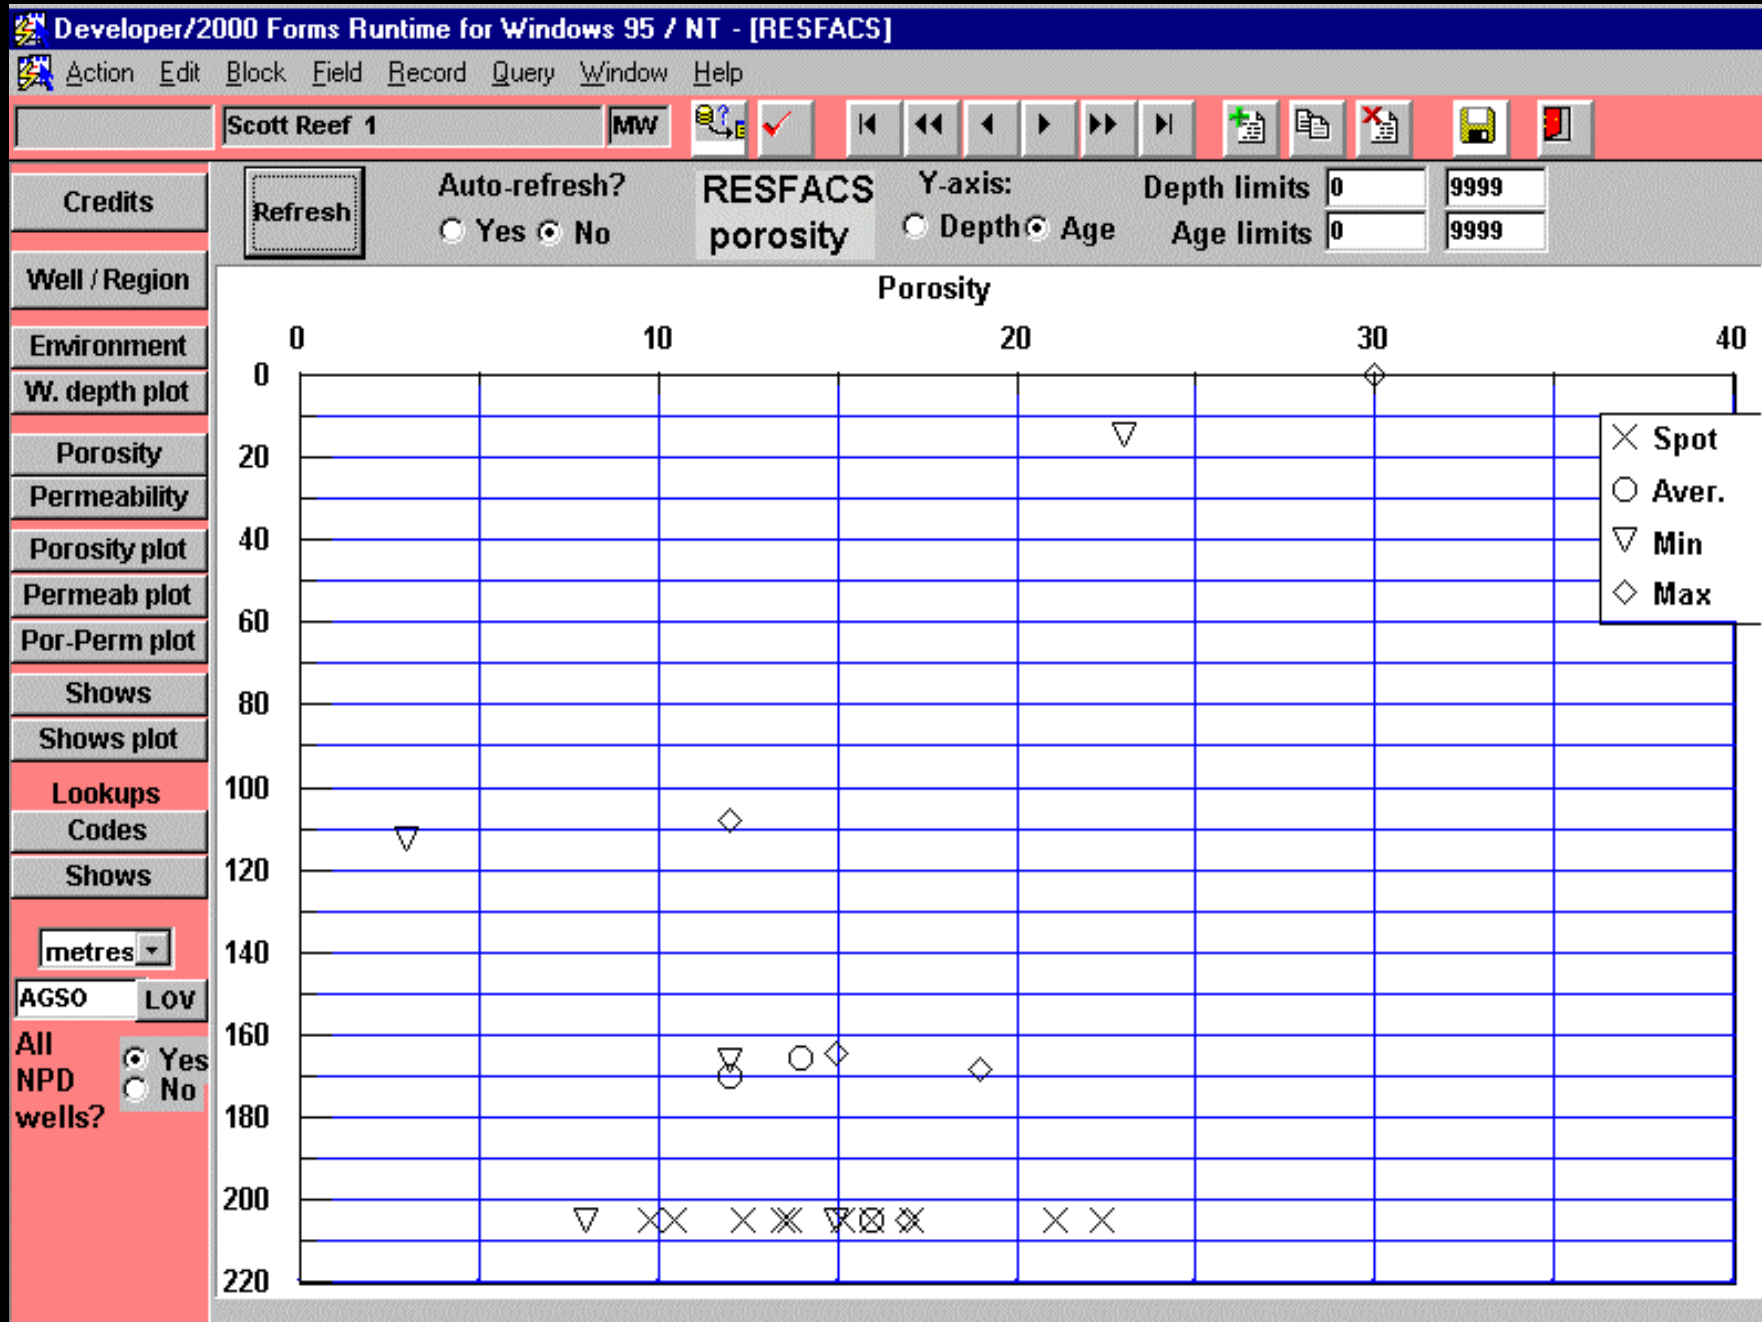 Developer/2000 Forms Runtime for Windows 95 / NT - [RESFACS]
Action Edit Block Field Record Query Window Help
Scott Reef 1 MW
Credits
Well / Region
Environment
W. depth plot
Porosity
Permeability
Porosity plot
Permeab plot
Por-Perm plot
Shows
Shows plot
Lookups
Codes
Shows
metres
AGSO LOV
All
NPD
wells?
Yes
No
Refresh
Auto-refresh?
Yes No
RESFACS
porosity
Y-axis:
Depth Age
Depth limits 0 9999
Age limits 0 9999
Porosity
0 10 20 30 40
0
20
40
60
80
100
120
140
160
180
200
220
Spot
Aver.
Min
Max